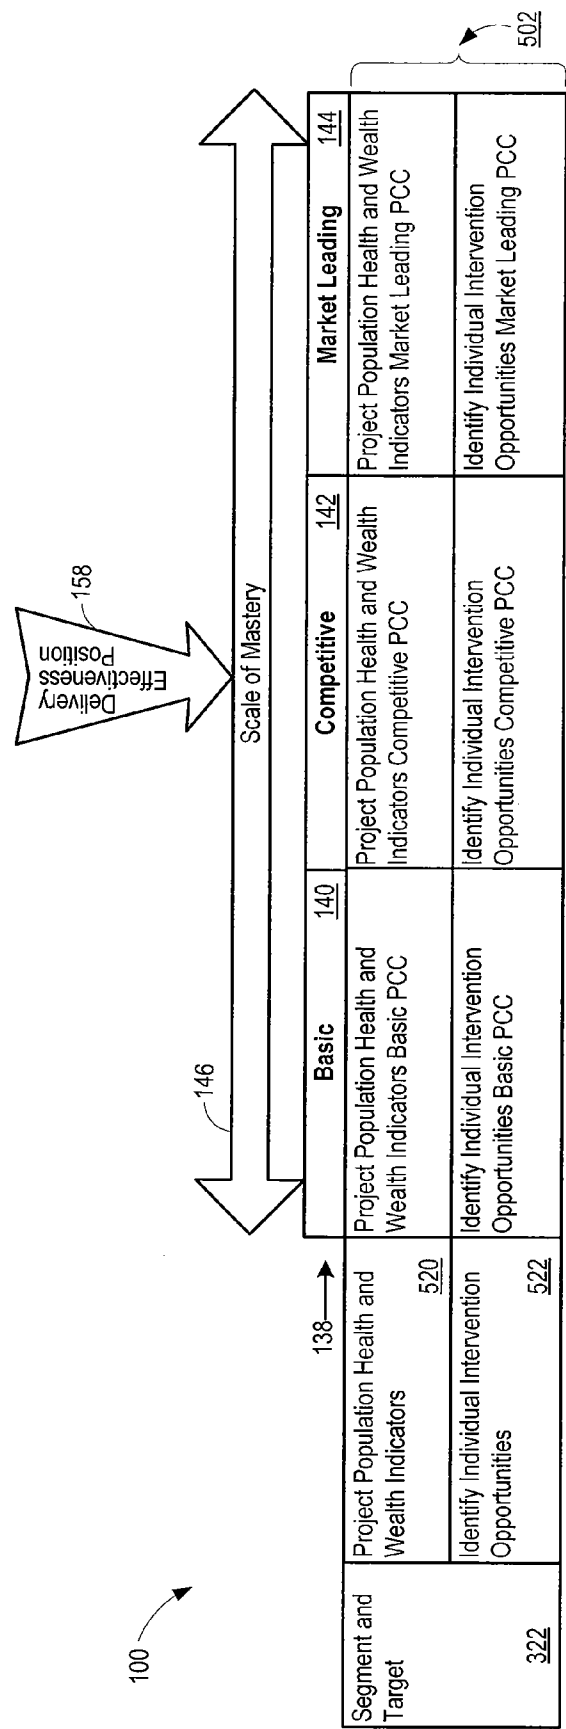 100
158
Delivery
Effectiveness
Position
146
Scale of Mastery
138
Basic 140
Competitive 142
Market Leading 144
502
Segment and
Target
322
Project Population Health and
Wealth Indicators
520
Project Population Health and
Wealth Indicators Basic PCC
Project Population Health and Wealth
Indicators Competitive PCC
Project Population Health and Wealth
Indicators Market Leading PCC
Identify Individual Intervention
Opportunities
522
Identify Individual Intervention
Opportunities Basic PCC
Identify Individual Intervention
Opportunities Competitive PCC
Identify Individual Intervention
Opportunities Market Leading PCC